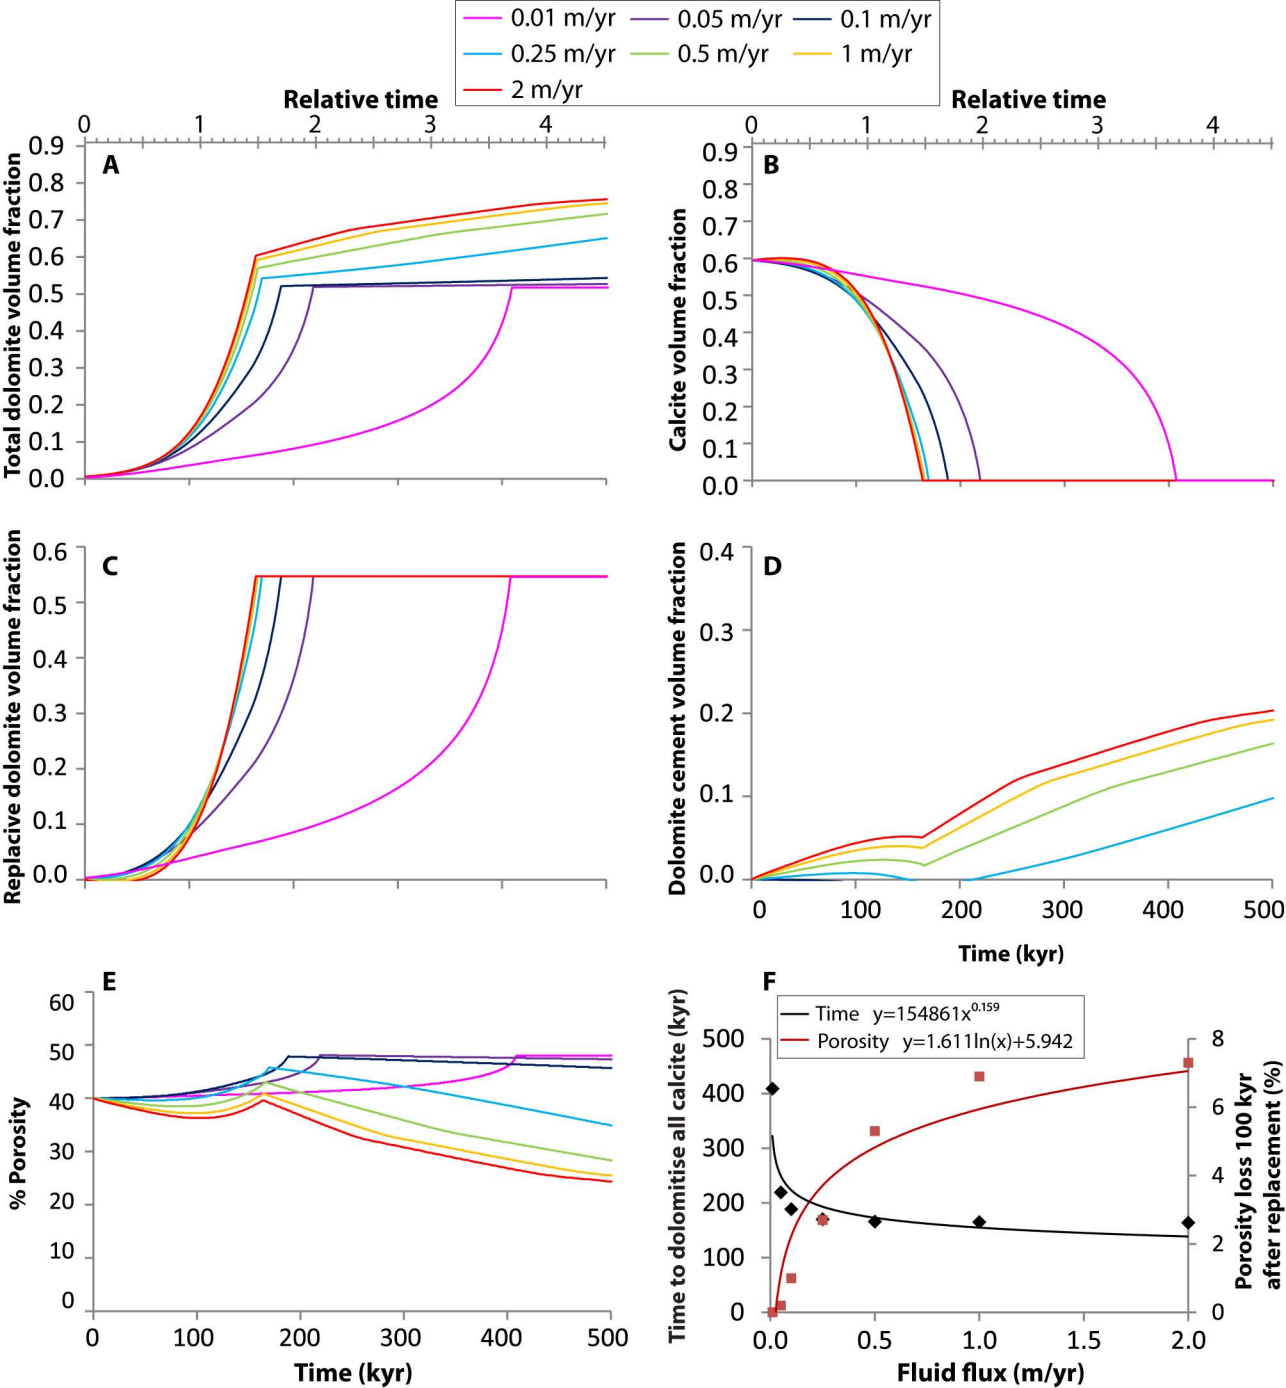 0.01 m/yr 0.05 m/yr 0.1 m/yr
0.25 m/yr 0.5 m/yr 1 m/yr
2 m/yr
Relative time
Relative time
0 1 2 3 4
0 1 2 3 4
A
Total dolomite volume fraction
0.9
0.8
0.7
0.6
0.5
0.4
0.3
0.2
0.1
0.0
B
Calcite volume fraction
0.9
0.8
0.7
0.6
0.5
0.4
0.3
0.2
0.1
0.0
C
Replacive dolomite volume fraction
0.6
0.5
0.4
0.3
0.2
0.1
0.0
D
Dolomite cement volume fraction
0.4
0.3
0.2
0.1
0.0
0 100 200 300 400 500
Time (kyr)
E
% Porosity
60
50
40
30
20
10
0
0 100 200 300 400 500
Time (kyr)
F
Time y=154861x0.159
Porosity y=1.611ln(x)+5.942
Time to dolomitise all calcite (kyr)
500
400
300
200
100
0
8
6
4
2
0
Porosity loss 100 kyr
after replacement (%)
0.0 0.5 1.0 1.5 2.0
Fluid flux (m/yr)